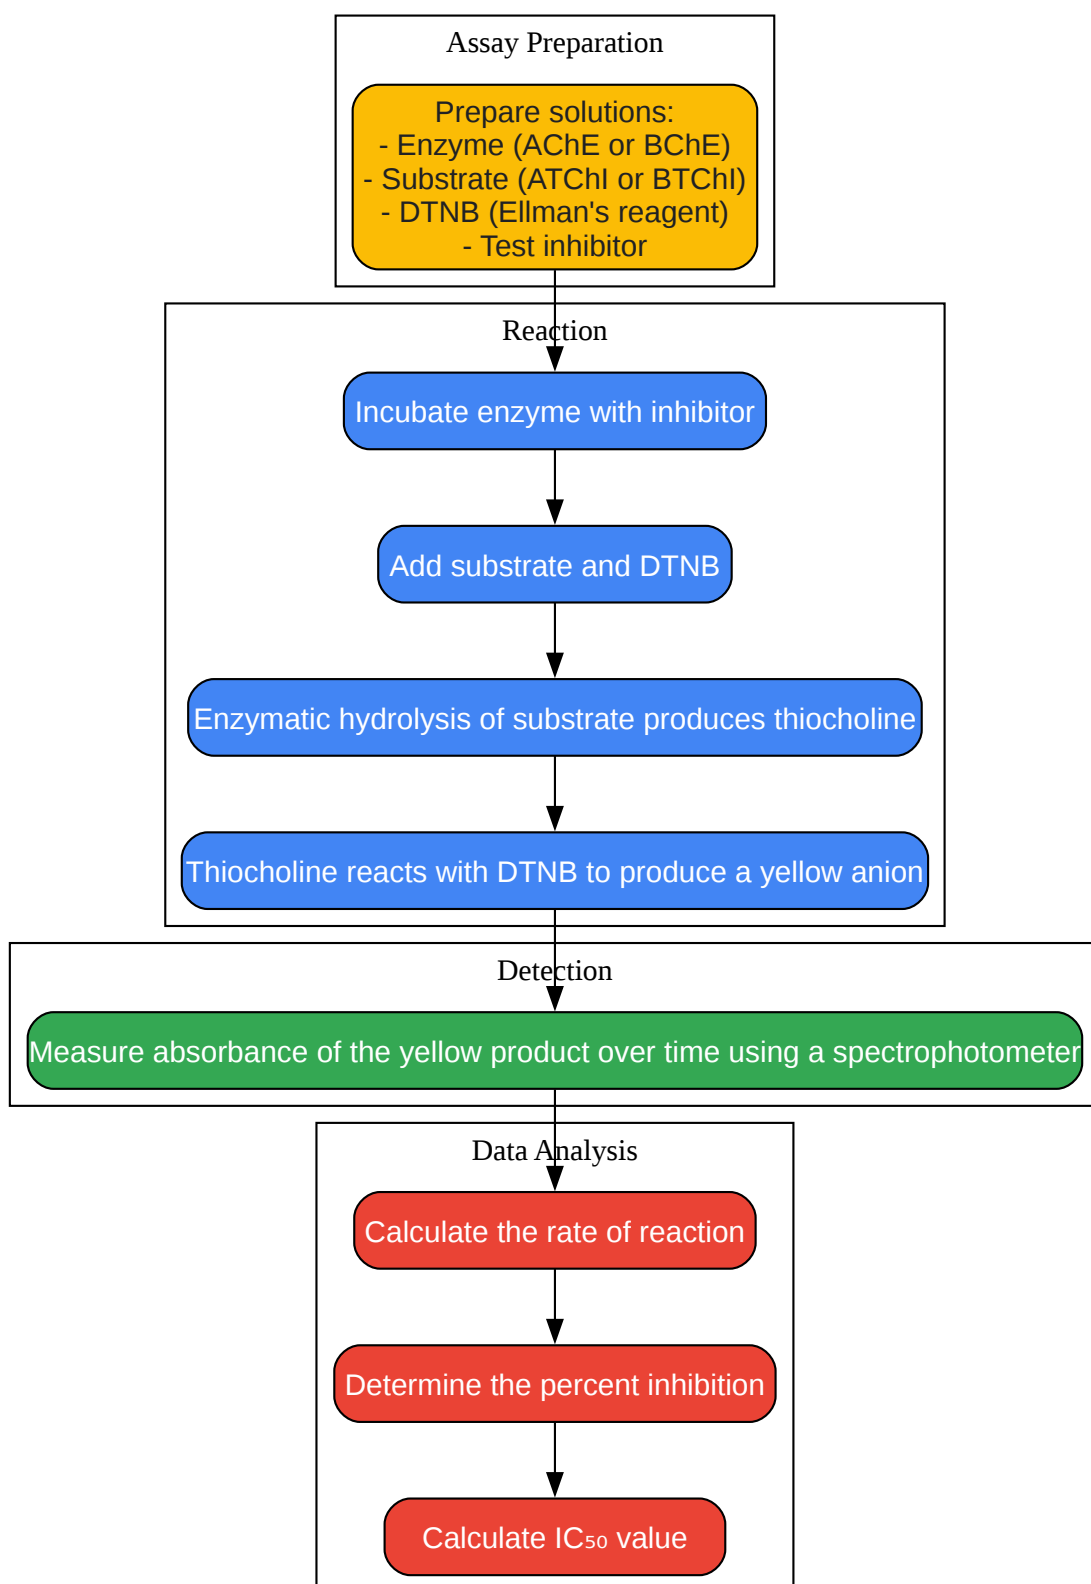 Assay Preparation
Prepare solutions:
- Enzyme (AChE or BChE)
- Substrate (ATChI or BTChI)
- DTNB (Ellman's reagent)
- Test inhibitor
Reaction
Incubate enzyme with inhibitor
Add substrate and DTNB
Enzymatic hydrolysis of substrate produces thiocholine
Thiocholine reacts with DTNB to produce a yellow anion
Detection
Measure absorbance of the yellow product over time using a spectrophotometer
Data Analysis
Calculate the rate of reaction
Determine the percent inhibition
Calculate IC₅₀ value